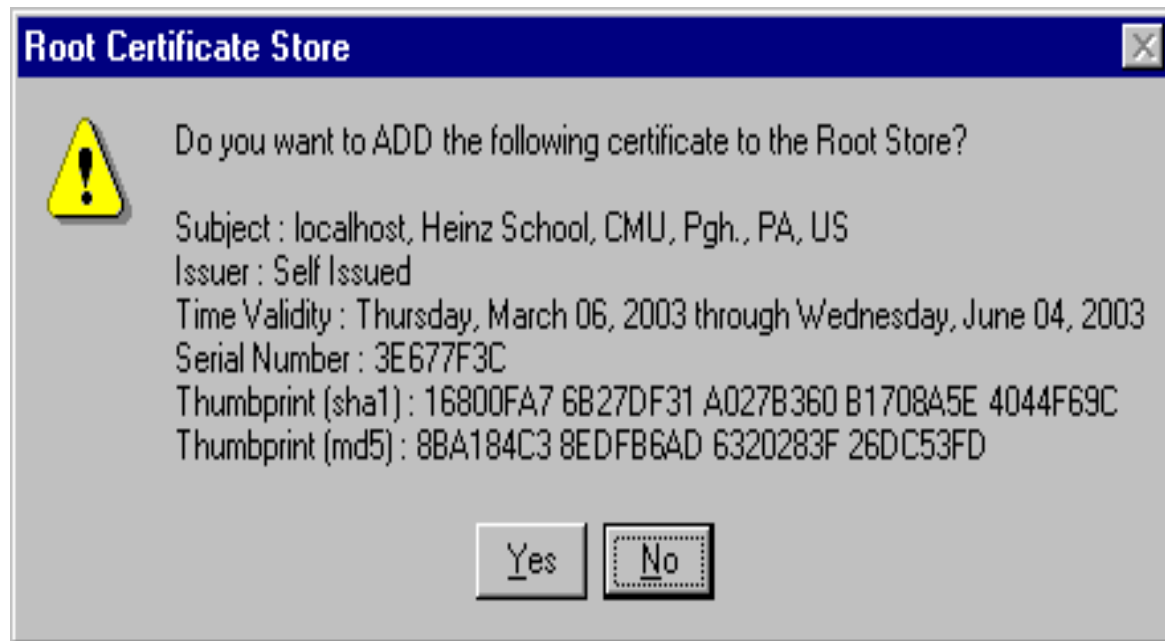 Root Certificate Store
Do you want to ADD the following certificate to the Root Store?
Subject : localhost, Heinz School, CMU, Pgh., PA, US
Issuer : Self Issued
Time Validity : Thursday, March 06, 2003 through Wednesday, June 04, 2003
Serial Number : 3E677F3C
Thumbprint (sha1) : 16800FA7 6B27DF31 A027B360 B1708A5E 4044F69C
Thumbprint (md5) : 8BA184C3 8EDFB6AD 6320283F 26DC53FD
Yes No